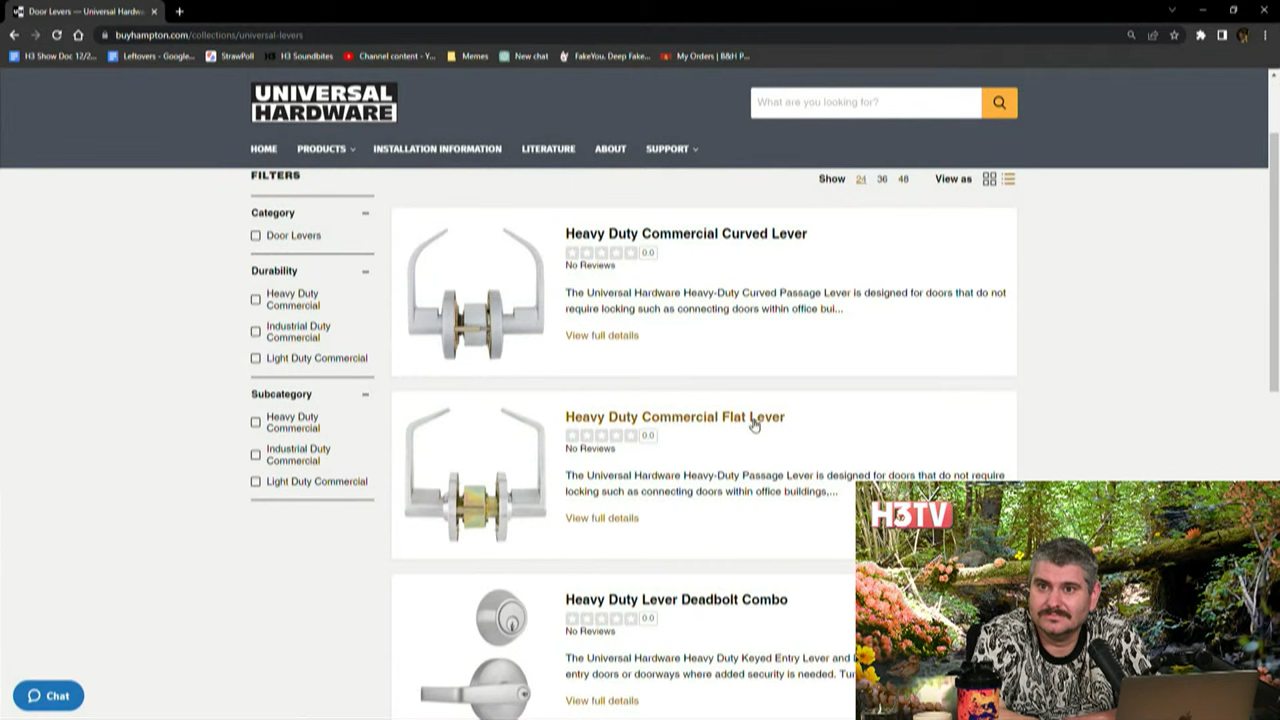 Door Levers — Universal Hardw
buyhampton.com/collections/universal-levers
H3 Show Doc 12/2...
Leftovers - Google...
StrawPoll
H3 Soundbites
Channel content - Y...
Memes
New chat
FakeYou. Deep Fake...
My Orders | B&H P...
UNIVERSAL
HARDWARE
What are you looking for?
HOME
PRODUCTS
INSTALLATION INFORMATION
LITERATURE
ABOUT
SUPPORT
FILTERS
Show 24 36 48 View as
Category
Door Levers
Durability
Heavy Duty
Commercial
Industrial Duty
Commercial
Light Duty Commercial
Subcategory
Heavy Duty
Commercial
Industrial Duty
Commercial
Light Duty Commercial
Heavy Duty Commercial Curved Lever
0.0
No Reviews
The Universal Hardware Heavy-Duty Curved Passage Lever is designed for doors that do not
require locking such as connecting doors within office bui...
View full details
Heavy Duty Commercial Flat Lever
0.0
No Reviews
The Universal Hardware Heavy-Duty Passage Lever is designed for doors that do not require
locking such as connecting doors within office buildings,...
View full details
Heavy Duty Lever Deadbolt Combo
0.0
No Reviews
The Universal Hardware Heavy Duty Keyed Entry Lever and
entry doors or doorways where added security is needed.
View full details
Chat
H3TV